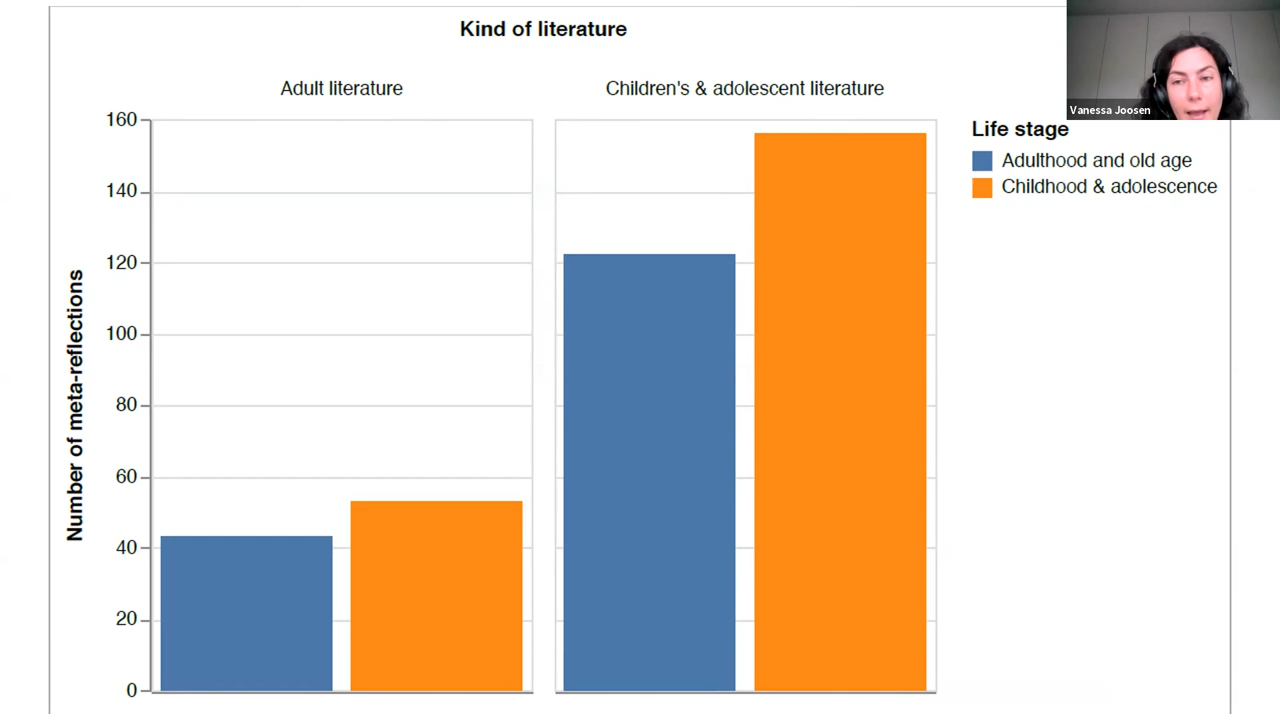 Kind of literature
Adult literature
Children's & adolescent literature
Vanessa Joosen
Life stage
Adulthood and old age
Childhood & adolescence
Number of meta-reflections
160
140
120
100
80
60
40
20
0